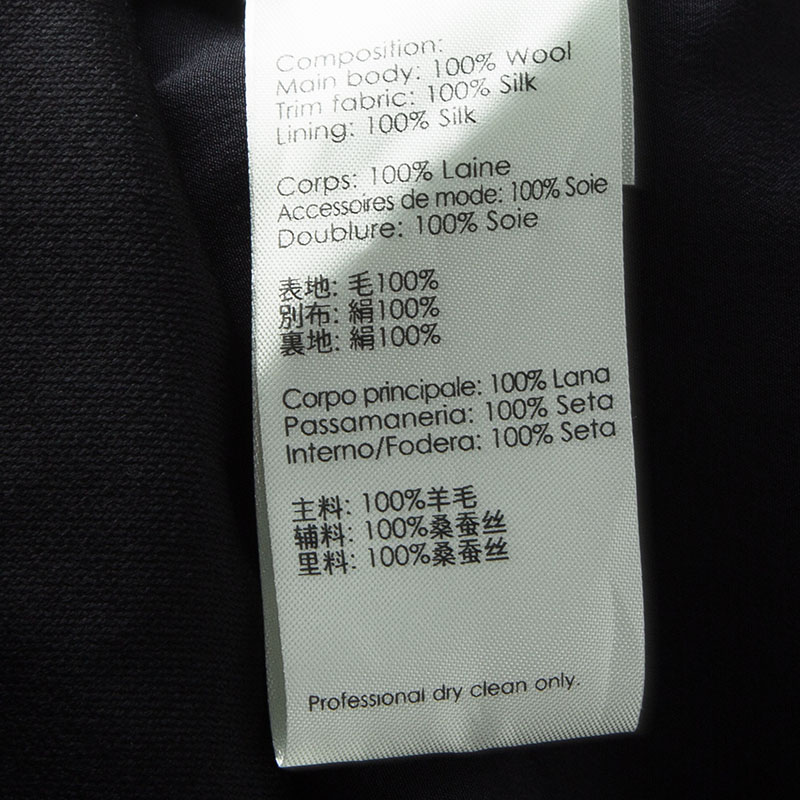 Composition:
Main body: 100% Wool
Trim fabric: 100% Silk
Lining: 100% Silk
Corps: 100% Laine
Accessoires de mode: 100% Soie
Doublure: 100% Soie
表地: 毛100%
別布: 絹100%
裏地: 絹100%
Corpo principale: 100% Lana
Passamaneria: 100% Seta
Interno/Fodera: 100% Seta
主料: 100%羊毛
辅料: 100%桑蚕丝
里料: 100%桑蚕丝
Professional dry clean only.